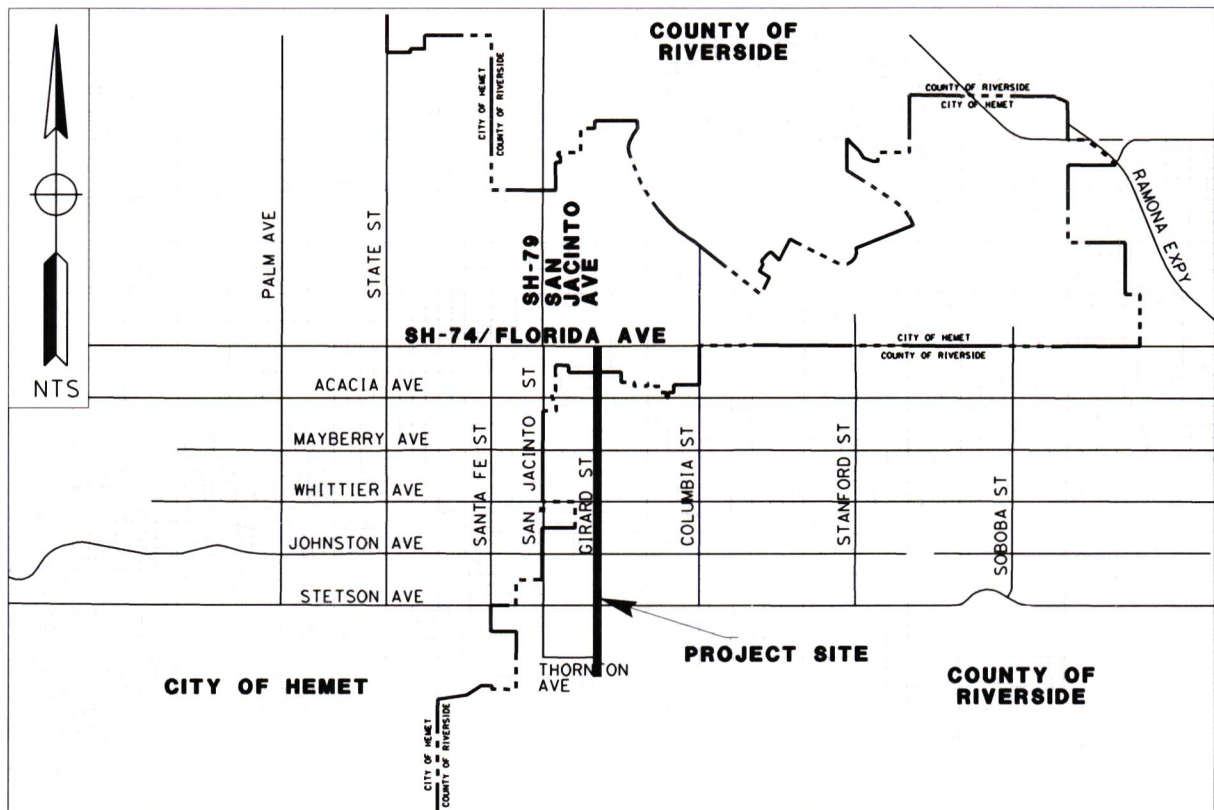 COUNTY OF
RIVERSIDE
CITY OF HEMET
COUNTY OF RIVERSIDE
COUNTY OF RIVERSIDE
CITY OF HEMET
RAMONA EXPY
PALM AVE
STATE ST
SH-79
SAN
JACINTO
AVE
SH-74/FLORIDA AVE
CITY OF HEMET
COUNTY OF RIVERSIDE
NTS
ACACIA AVE
MAYBERRY AVE
WHITTIER AVE
JOHNSTON AVE
STETSON AVE
SANTA FE ST
SAN JACINTO ST
GIRARD ST
COLUMBIA ST
STANFORD ST
SOBOBA ST
PROJECT SITE
THORNTON
AVE
CITY OF HEMET
COUNTY OF
RIVERSIDE
CITY OF HEMET
COUNTY OF RIVERSIDE